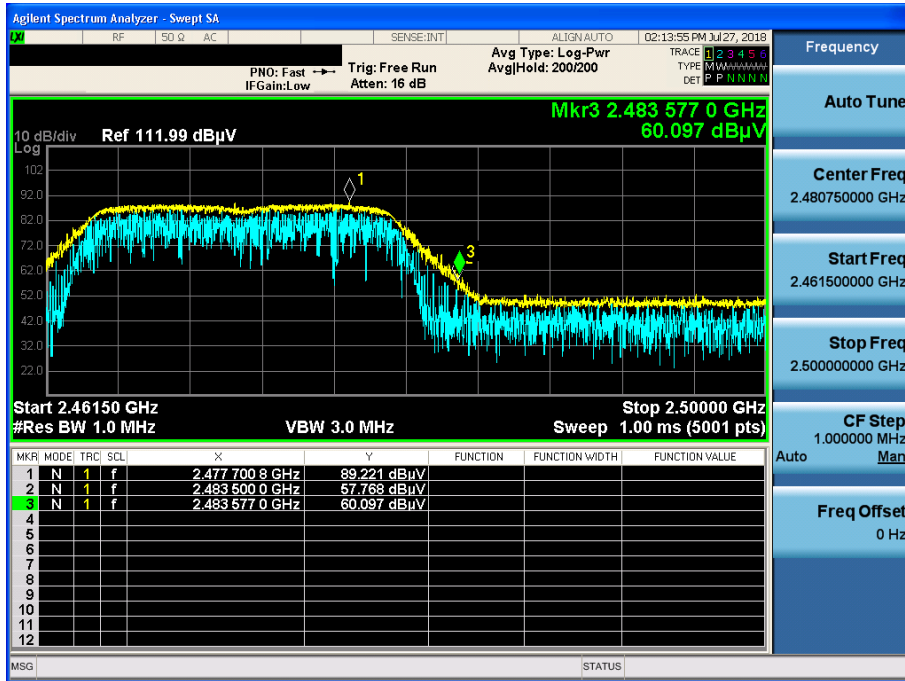 Agilent Spectrum Analyzer - Swept SA
LXI RF 50 Ω AC SENSE:INT ALIGN AUTO 02:13:55 PM Jul 27, 2018
PNO: Fast Trig: Free Run Avg Type: Log-Pwr TRACE 1 2 3 4 5 6
IFGain:Low Atten: 16 dB Avg|Hold: 200/200 TYPE M W W W W W
DET P P N N N N
Mkr3 2.483 577 0 GHz
60.097 dBµV
10 dB/div Ref 111.99 dBµV
Log
102
92.0
82.0
72.0
62.0
52.0
42.0
32.0
22.0
1
3
Start 2.46150 GHz Stop 2.50000 GHz
#Res BW 1.0 MHz VBW 3.0 MHz Sweep 1.00 ms (5001 pts)
MKR MODE TRC SCL X Y FUNCTION FUNCTION WIDTH FUNCTION VALUE
1 N 1 f 2.477 700 8 GHz 89.221 dBµV
2 N 1 f 2.483 500 0 GHz 57.768 dBµV
3 N 1 f 2.483 577 0 GHz 60.097 dBµV
4
5
6
7
8
9
10
11
12
MSG STATUS
Frequency
Auto Tune
Center Freq
2.480750000 GHz
Start Freq
2.461500000 GHz
Stop Freq
2.500000000 GHz
CF Step
1.000000 MHz
Auto Man
Freq Offset
0 Hz